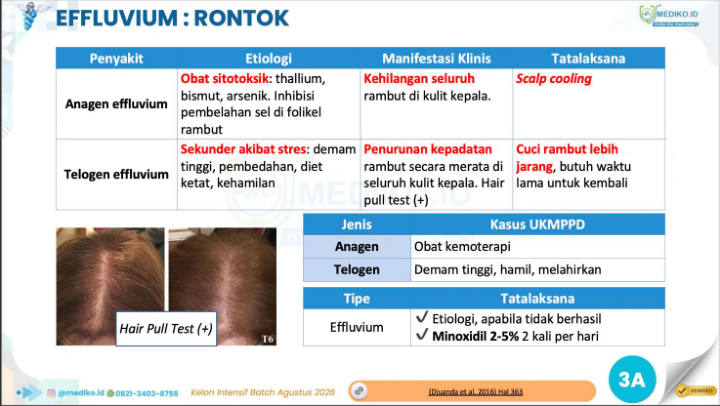 EFFLUVIUM : RONTOK
MEDIKO.ID
Penyakit Etiologi Manifestasi Klinis Tatalaksana
Anagen effluvium
Obat sitotoksik: thallium,
bismut, arsenik. Inhibisi
pembelahan sel di folikel
rambut
Kehilangan seluruh
rambut di kulit kepala.
Scalp cooling
Telogen effluvium
Sekunder akibat stres: demam
tinggi, pembedahan, diet
ketat, kehamilan
Penurunan kepadatan
rambut secara merata di
seluruh kulit kepala. Hair
pull test (+)
Cuci rambut lebih
jarang, butuh waktu
lama untuk kembali
MEDIKO.ID
Jenis Kasus UKMPPD
Anagen Obat kemoterapi
Telogen Demam tinggi, hamil, melahirkan
Hair Pull Test (+)
T6
Tipe Tatalaksana
Effluvium
✓ Etiologi, apabila tidak berhasil
✓ Minoxidil 2-5% 2 kali per hari
3A
@mediko.id 0821-3403-8758 Kelon Intensif Batch Agustus 2026
(Djuanda et al, 2016) Hal 363